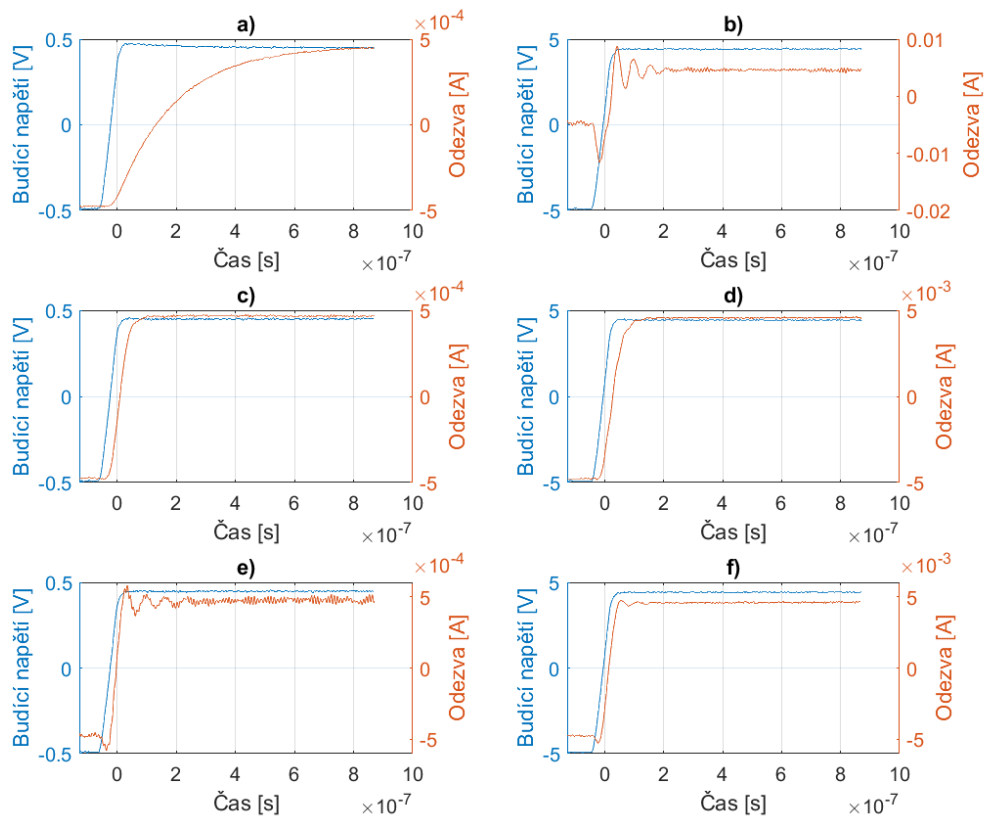 a)
×10⁻⁴
Budící napětí [V]
0.5
0
-0.5
5
0
-5
Odezva [A]
0 2 4 6 8 10
Čas [s]
×10⁻⁷
b)
Budící napětí [V]
5
0
-5
0.01
0
-0.01
-0.02
Odezva [A]
0 2 4 6 8 10
Čas [s]
×10⁻⁷
c)
×10⁻⁴
Budící napětí [V]
0.5
0
-0.5
5
0
-5
Odezva [A]
0 2 4 6 8 10
Čas [s]
×10⁻⁷
d)
×10⁻³
Budící napětí [V]
5
0
-5
5
0
-5
Odezva [A]
0 2 4 6 8 10
Čas [s]
×10⁻⁷
e)
×10⁻⁴
Budící napětí [V]
0.5
0
-0.5
5
0
-5
Odezva [A]
0 2 4 6 8 10
Čas [s]
×10⁻⁷
f)
×10⁻³
Budící napětí [V]
5
0
-5
5
0
-5
Odezva [A]
0 2 4 6 8 10
Čas [s]
×10⁻⁷